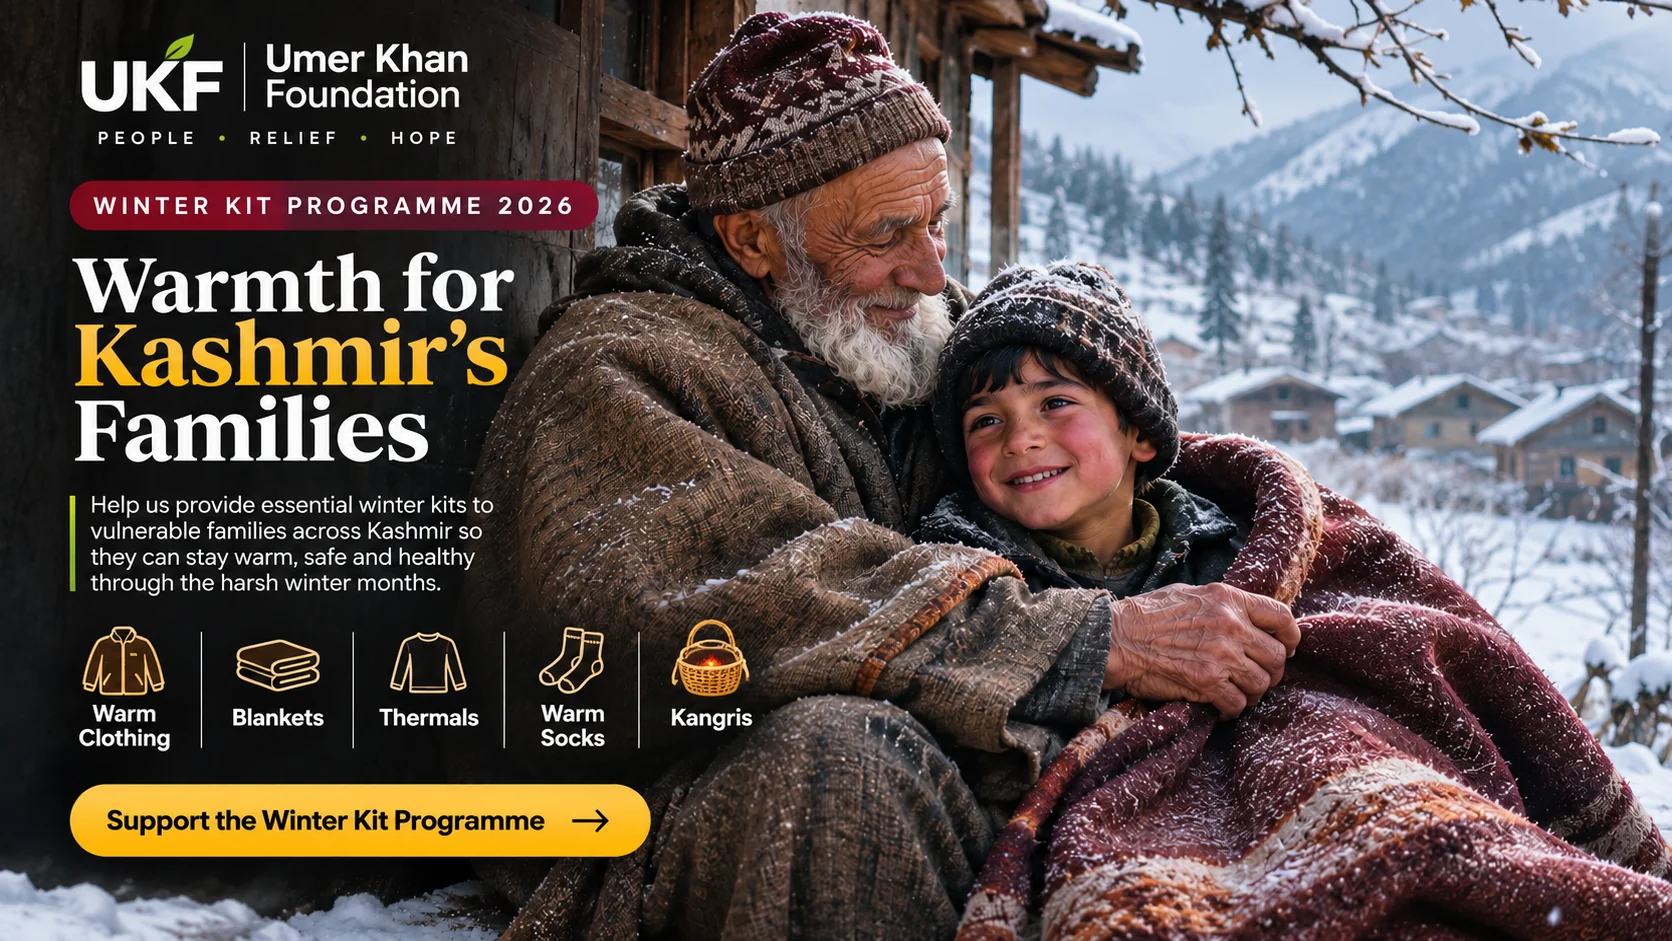 UKF
Umer Khan
Foundation
PEOPLE • RELIEF • HOPE
WINTER KIT PROGRAMME 2026
Warmth for
Kashmir's
Families
Help us provide essential winter kits to
vulnerable families across Kashmir so
they can stay warm, safe and healthy
through the harsh winter months.
Warm
Clothing
Blankets
Thermals
Warm
Socks
Kangris
Support the Winter Kit Programme →